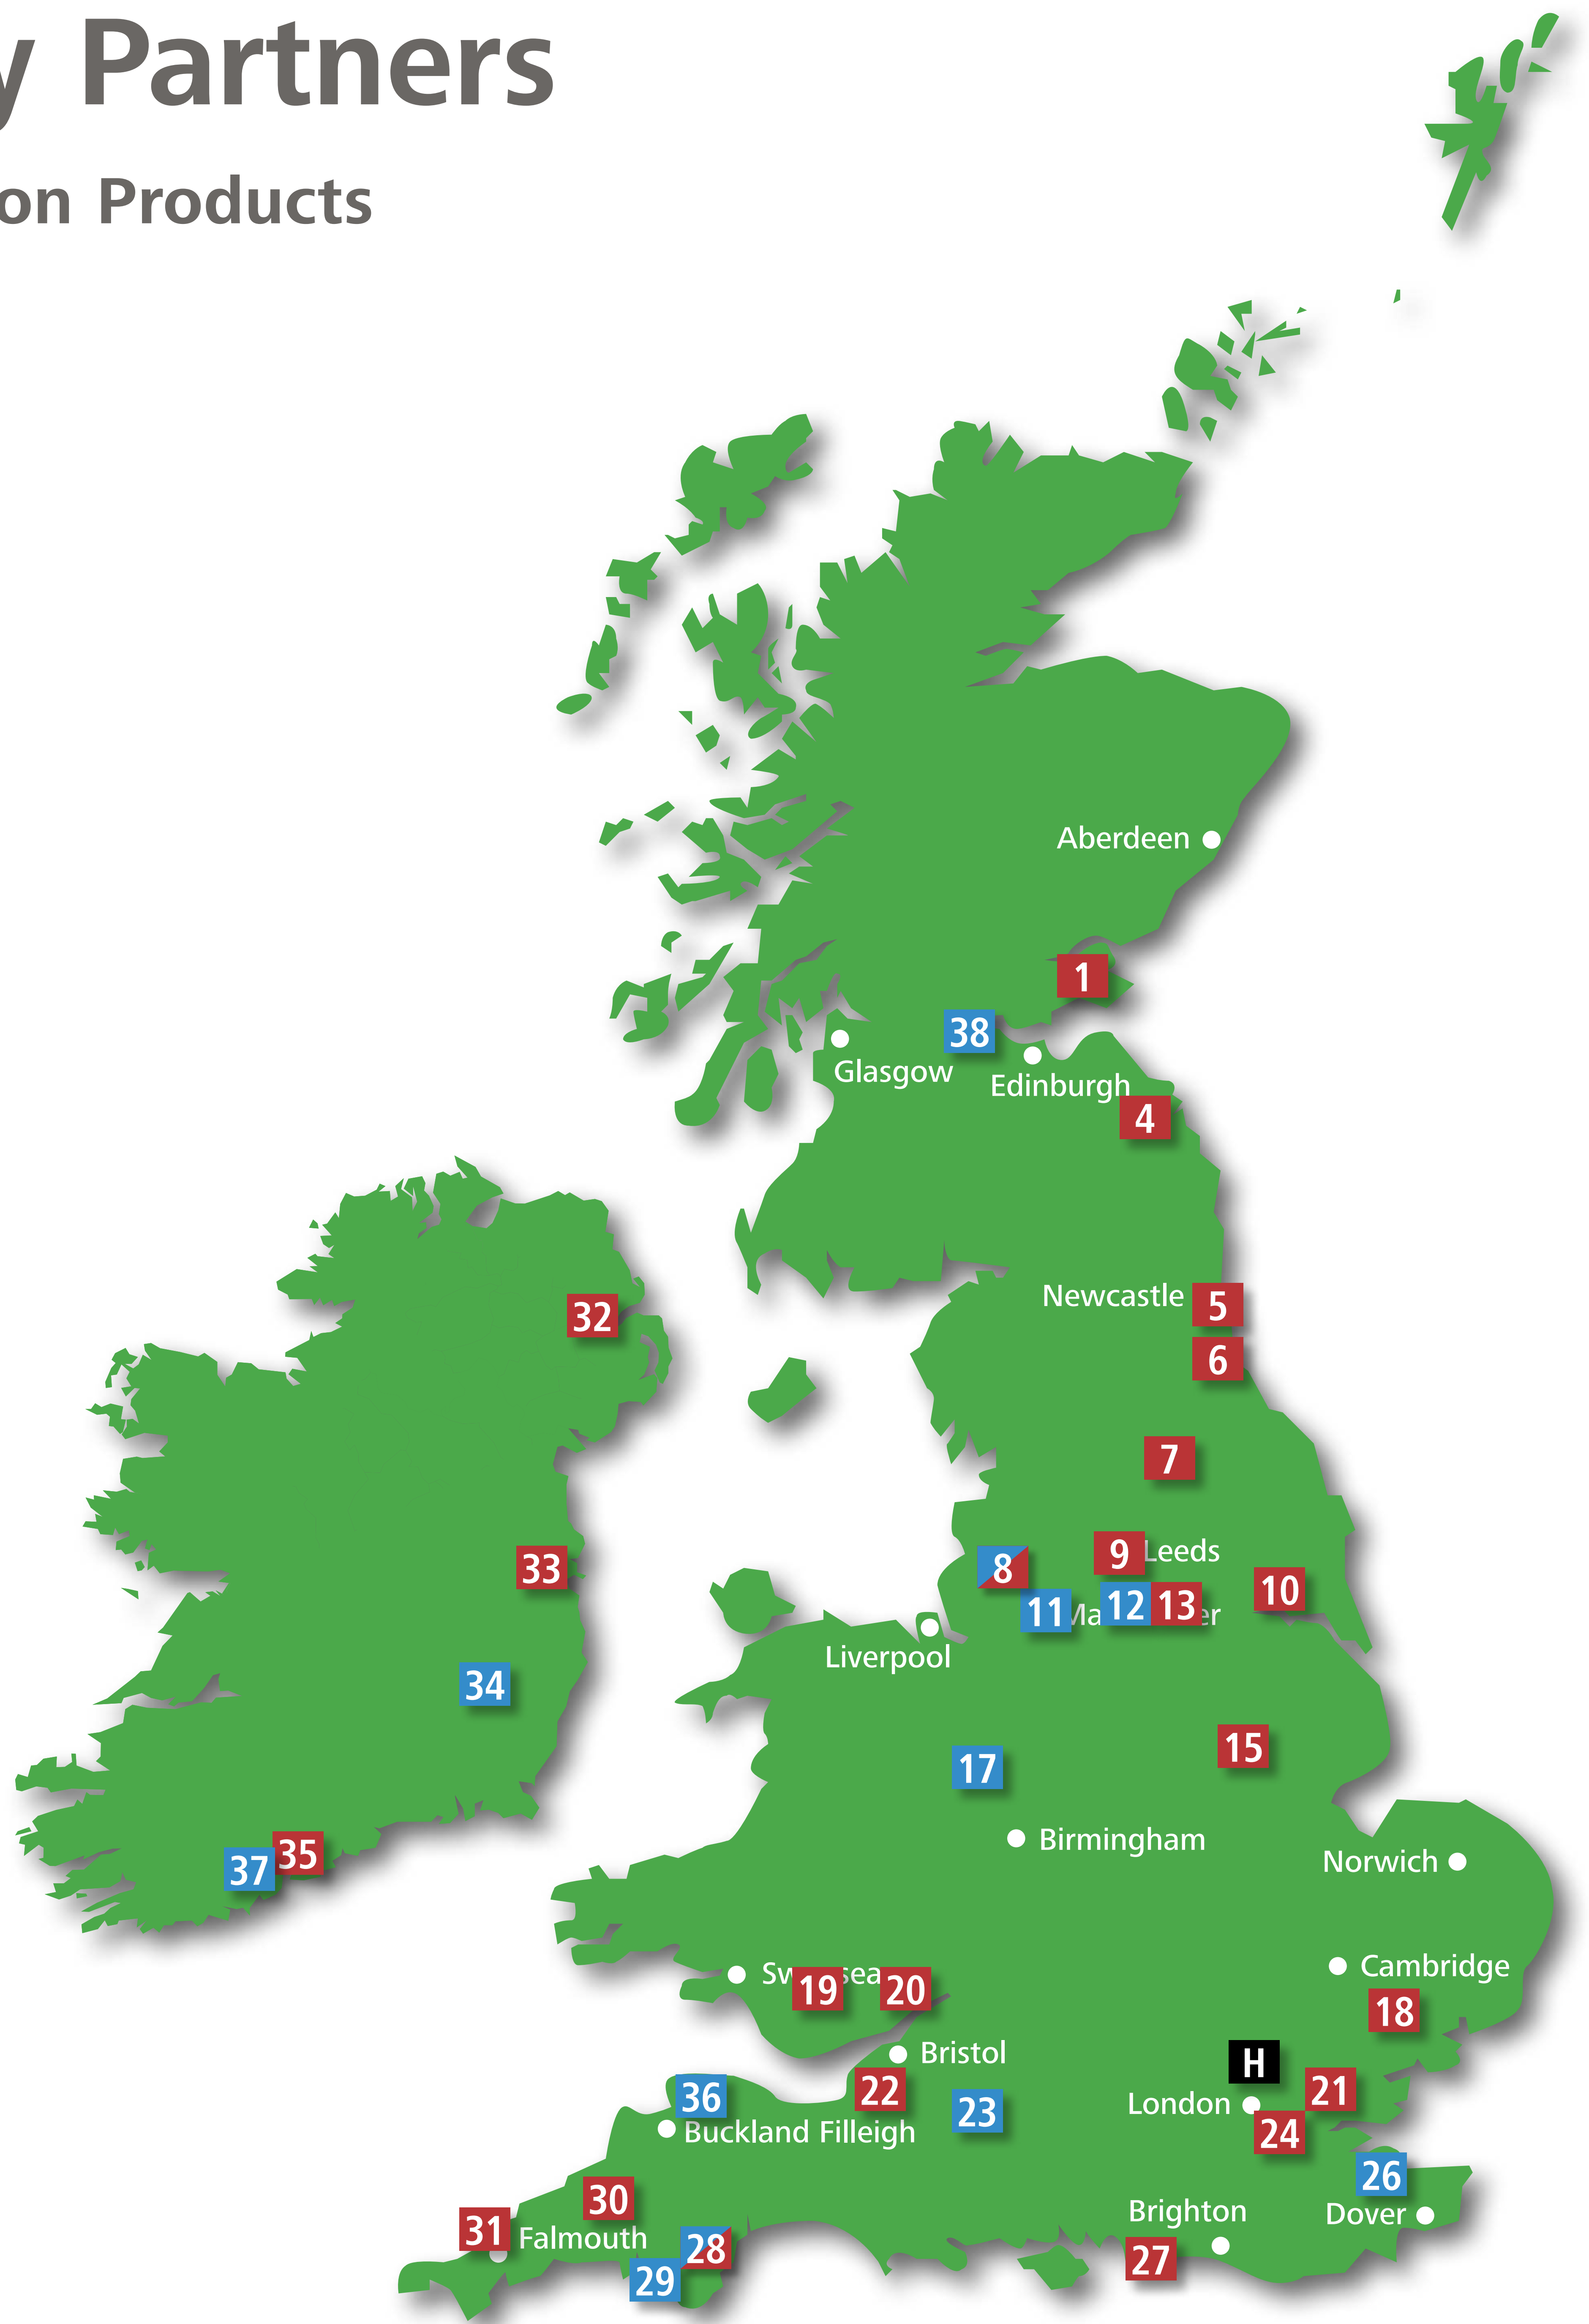 y Partners
on Products
Aberdeen
1
38
Glasgow
Edinburgh
4
Newcastle
5
32
6
7
9 Leeds
8
33
10
12 13
11
Liverpool
34
15
17
Birmingham
35
Norwich
37
Cambridge
19
20
18
Bristol
H
22
21
36
23
London
Buckland Filleigh
24
26
30
Brighton
Dover
31
Falmouth
28
27
29